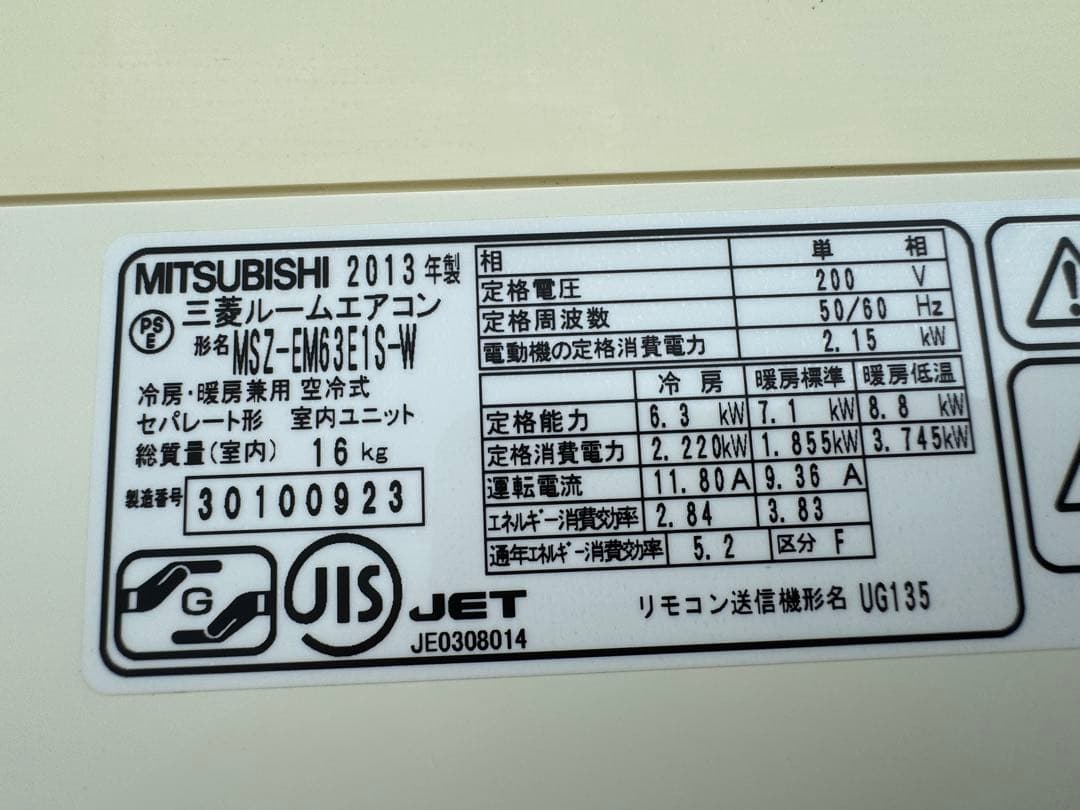 MITSUBISHI 2013年製
三菱ルームエアコン
PS
E
形名 MSZ-EM63E1S-W
冷房・暖房兼用 空冷式
セパレート形 室内ユニット
総質量(室内) 16kg
製造番号 30100923
G
JIS
JET
JE0308014
相 単 相
定格電圧 200 V
定格周波数 50/60 Hz
電動機の定格消費電力 2.15 kW
冷 房 暖房標準 暖房低温
定格能力 6.3 kW 7.1 kW 8.8 kW
定格消費電力 2.220kW 1.855kW 3.745kW
運転電流 11.80A 9.36 A
エネルギー消費効率 2.84 3.83
通年エネルギー消費効率 5.2 区分 F
リモコン送信機形名 UG135